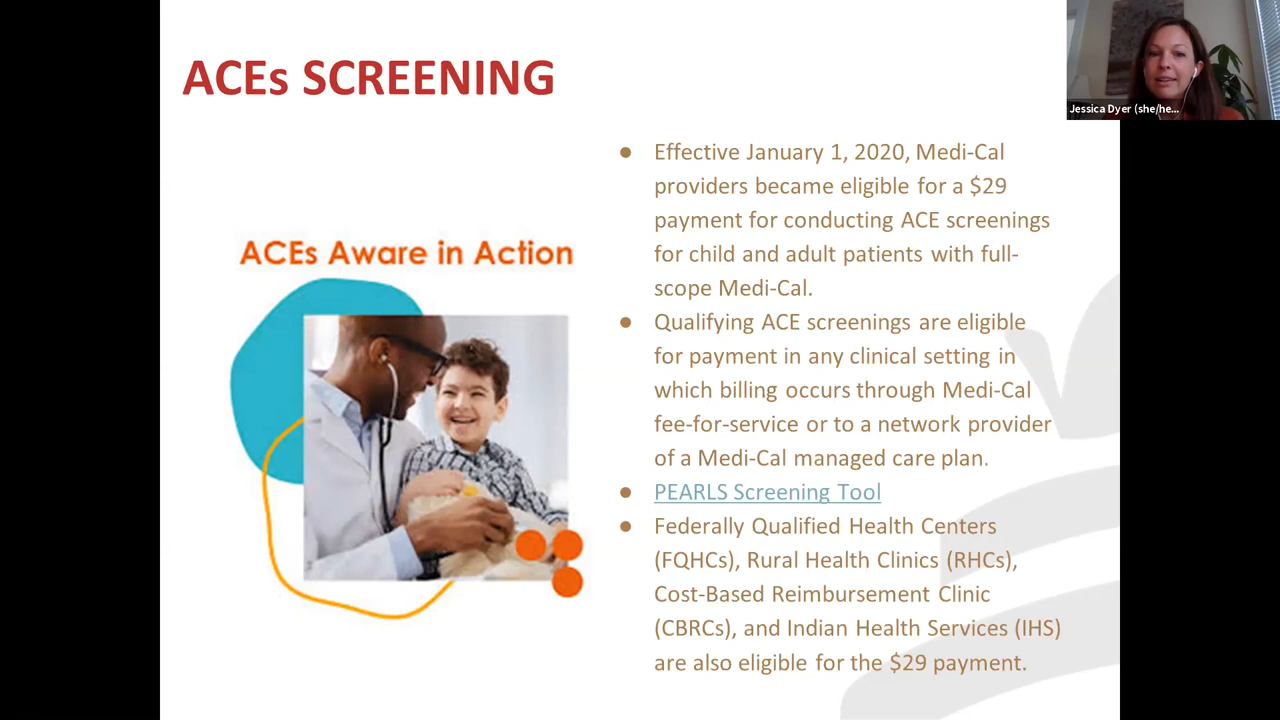 ACEs SCREENING
Jessica Dyer (she/he...
ACEs Aware in Action
● Effective January 1, 2020, Medi-Cal
providers became eligible for a $29
payment for conducting ACE screenings
for child and adult patients with full-
scope Medi-Cal.
● Qualifying ACE screenings are eligible
for payment in any clinical setting in
which billing occurs through Medi-Cal
fee-for-service or to a network provider
of a Medi-Cal managed care plan.
● PEARLS Screening Tool
● Federally Qualified Health Centers
(FQHCs), Rural Health Clinics (RHCs),
Cost-Based Reimbursement Clinic
(CBRCs), and Indian Health Services (IHS)
are also eligible for the $29 payment.